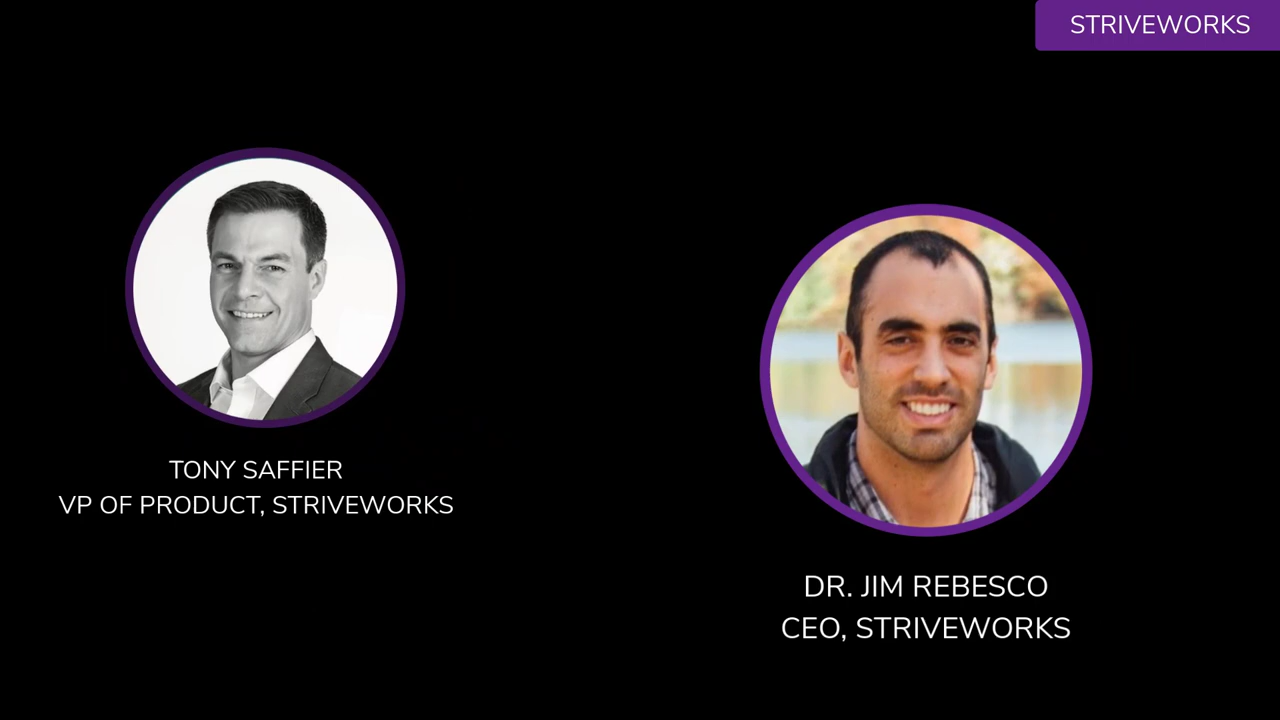 STRIVEWORKS
TONY SAFFIER
VP OF PRODUCT, STRIVEWORKS
DR. JIM REBESCO
CEO, STRIVEWORKS